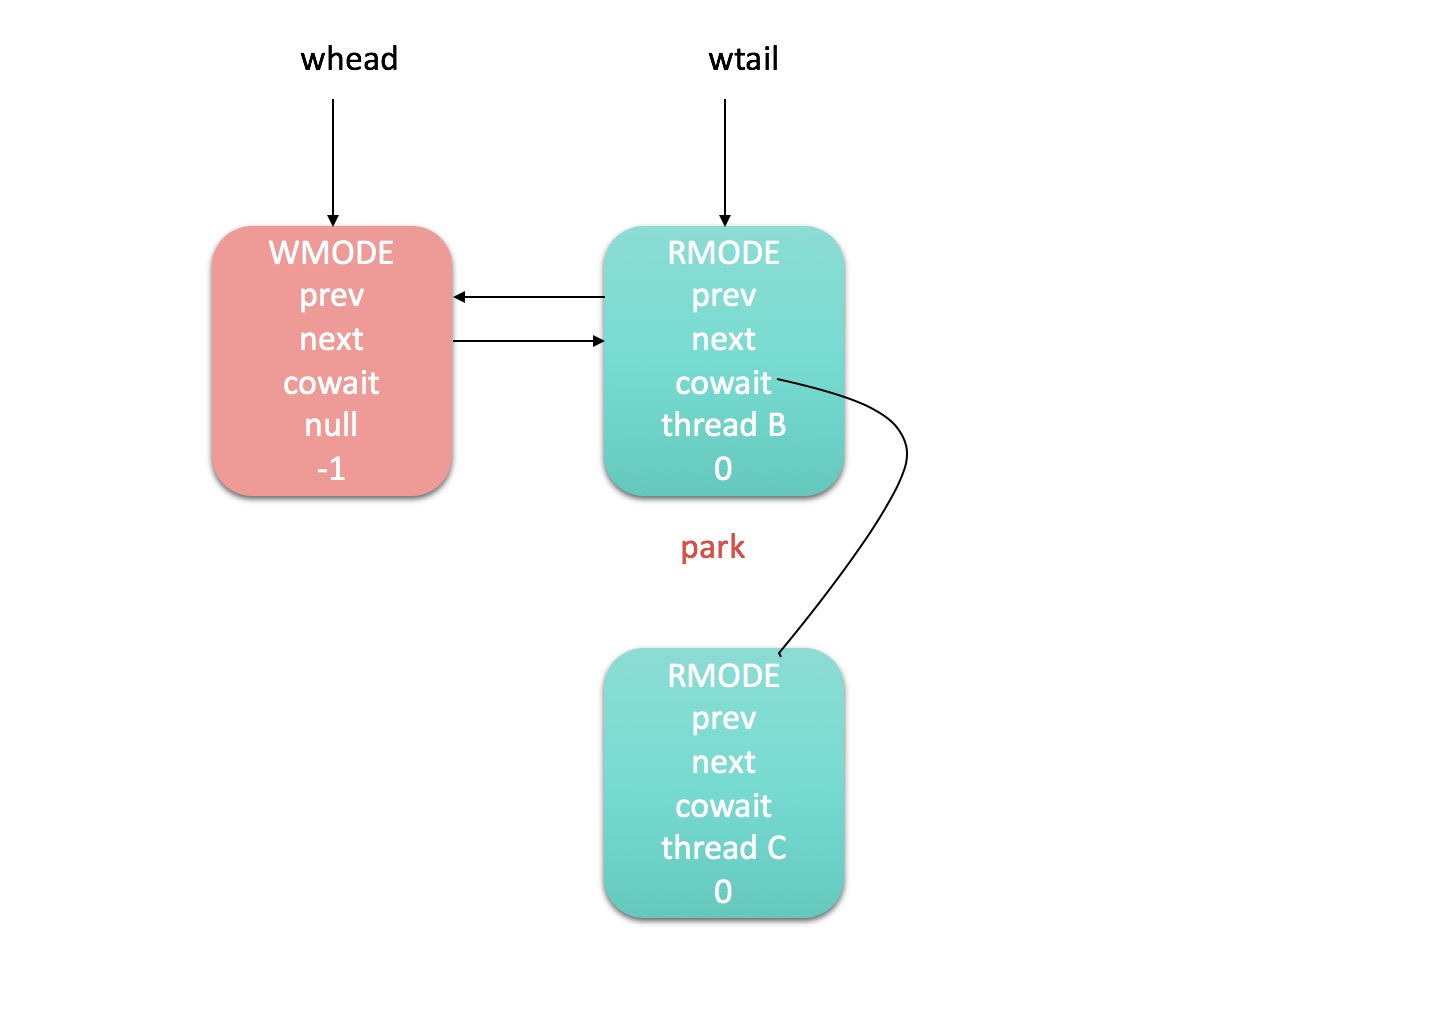 whead
wtail
WMODE
prev
next
cowait
null
-1
RMODE
prev
next
cowait
thread B
0
park
RMODE
prev
next
cowait
thread C
0